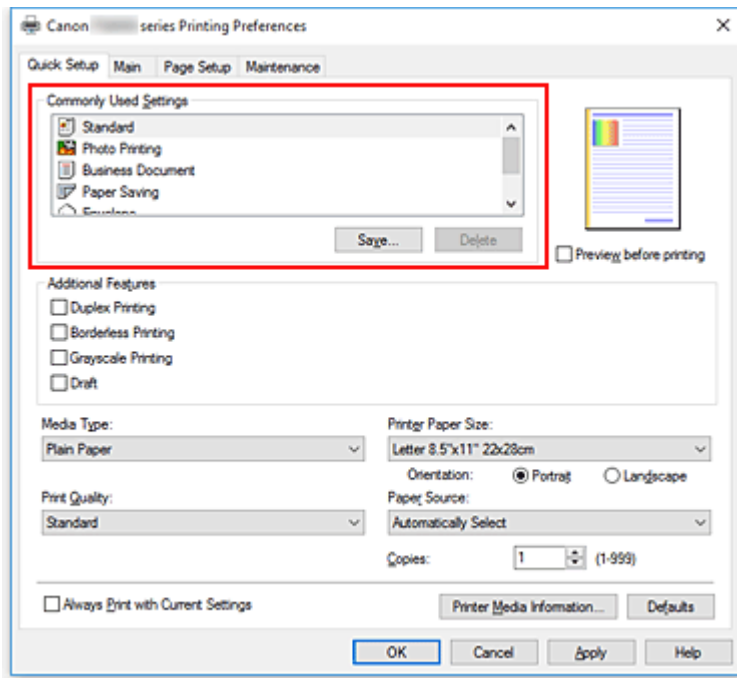 Canon series Printing Preferences
Quick Setup Main Page Setup Maintenance
Commonly Used Settings
Standard
Photo Printing
Business Document
Paper Saving
Envelope
Save... Delete
Preview before printing
Additional Features
Duplex Printing
Borderless Printing
Grayscale Printing
Draft
Media Type: Printer Paper Size:
Plain Paper Letter 8.5"x11" 22x28cm
Orientation: Portrait Landscape
Print Quality: Paper Source:
Standard Automatically Select
Copies: 1 (1-999)
Always Print with Current Settings Printer Media Information... Defaults
OK Cancel Apply Help